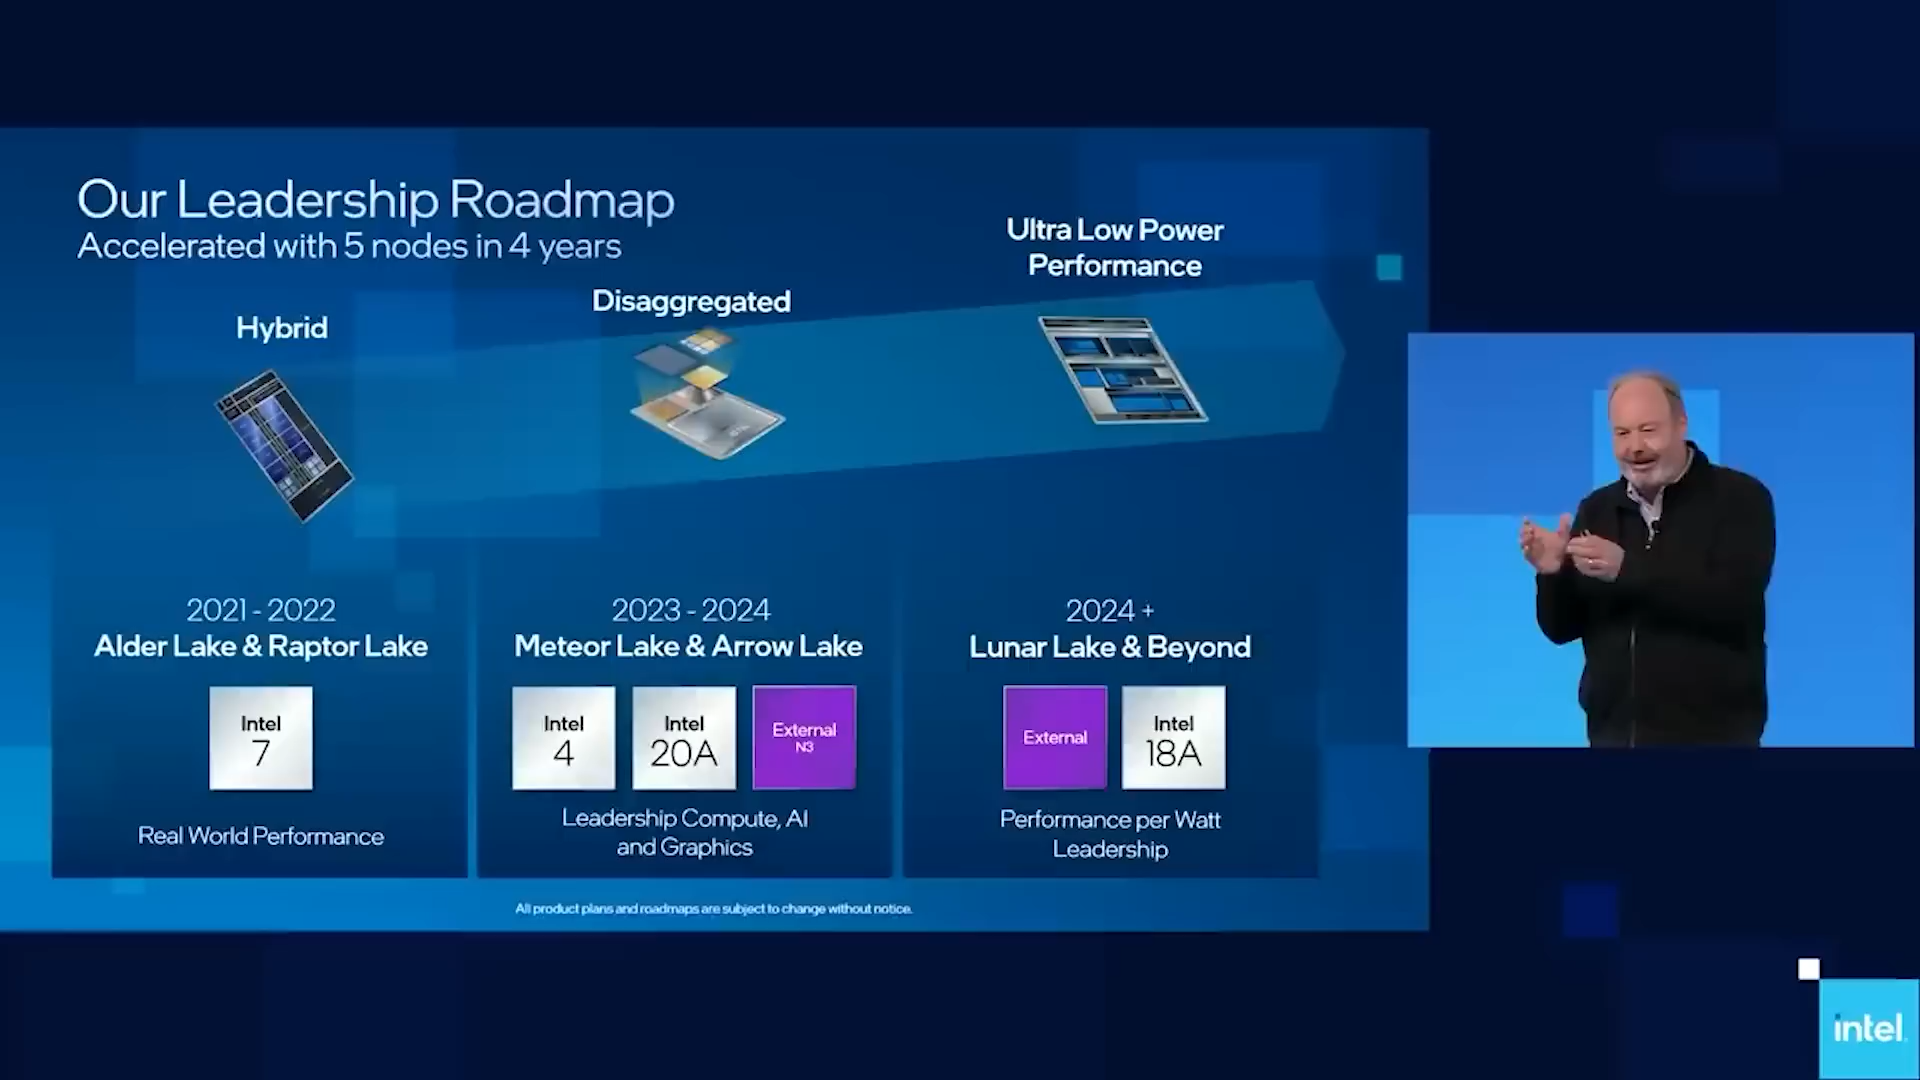 Our Leadership Roadmap
Accelerated with 5 nodes in 4 years
Hybrid
Disaggregated
Ultra Low Power
Performance
2021 - 2022
Alder Lake & Raptor Lake
Intel
7
Real World Performance
2023 - 2024
Meteor Lake & Arrow Lake
Intel
4
Intel
20A
External
N3
Leadership Compute, AI
and Graphics
2024 +
Lunar Lake & Beyond
External
Intel
18A
Performance per Watt
Leadership
All product plans and roadmaps are subject to change without notice.
intel.